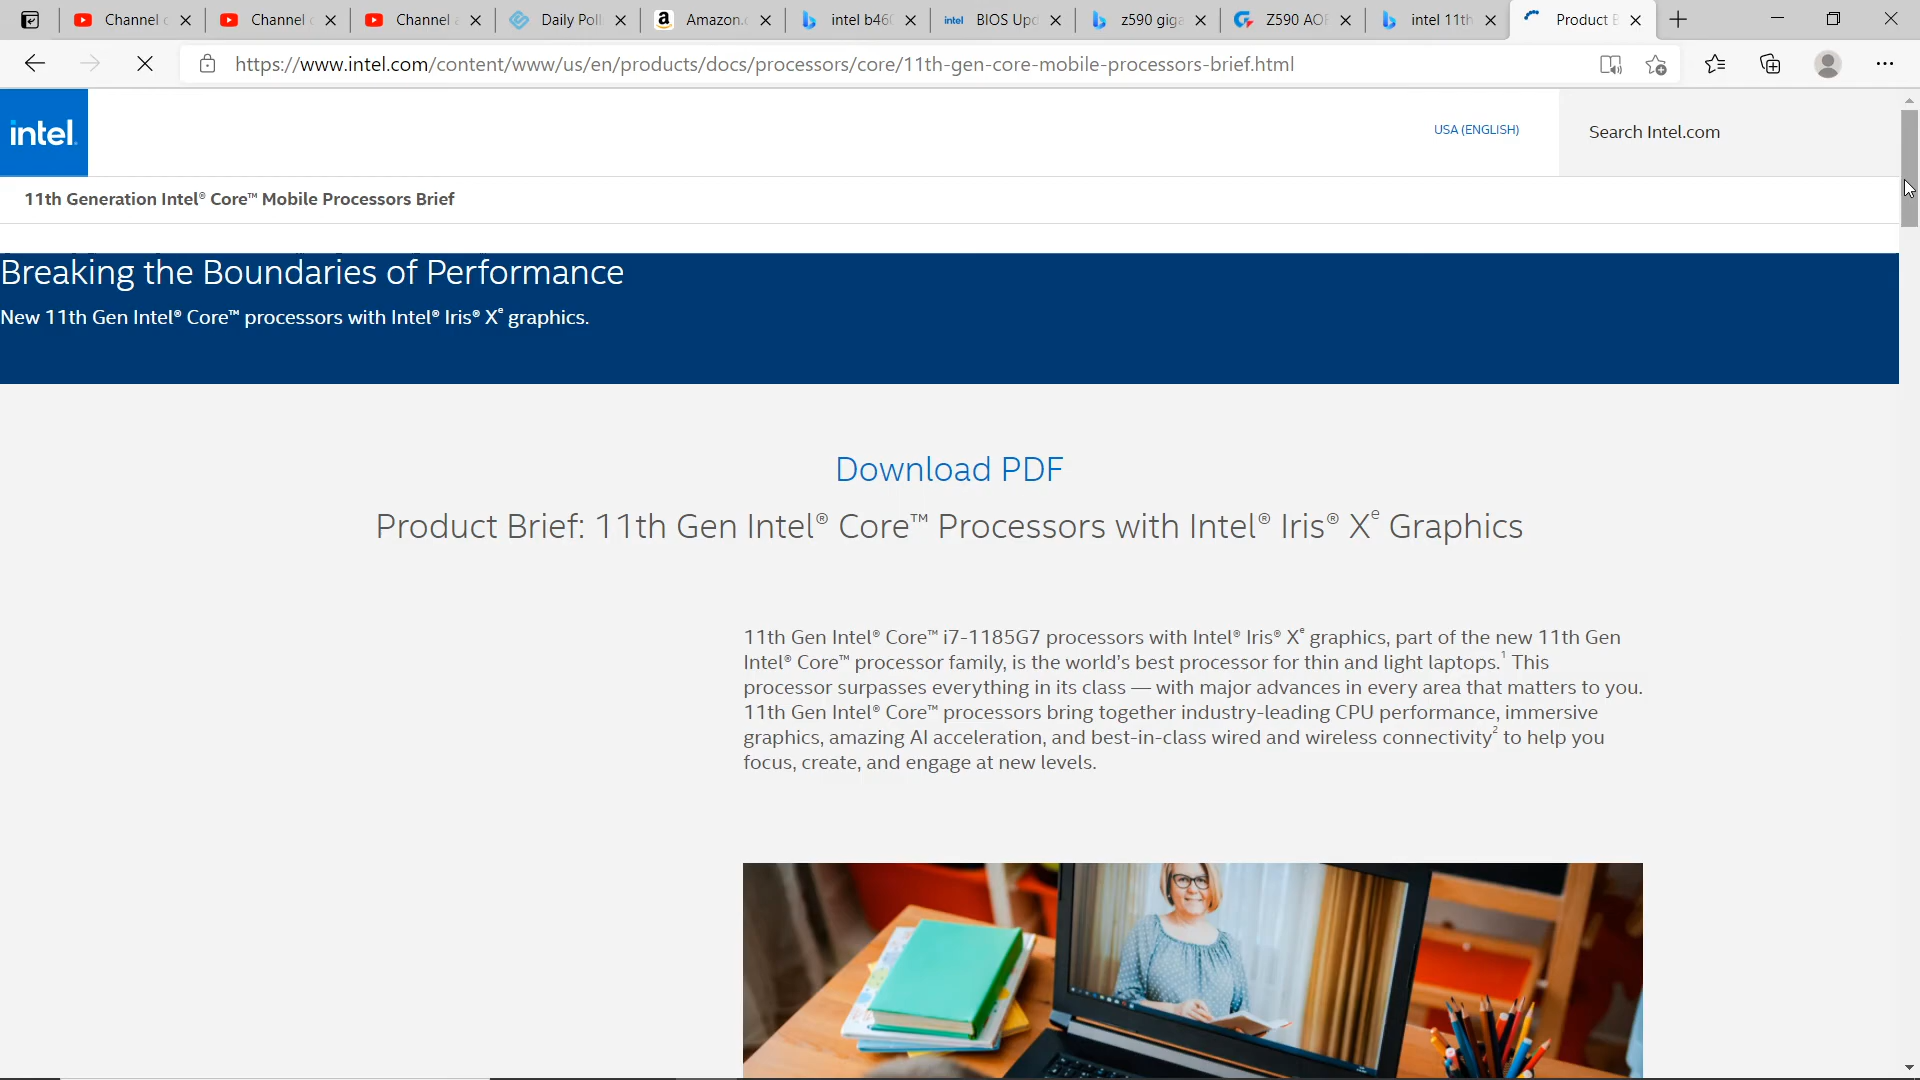 Channel c
Channel c
Channel a
Daily Poll
Amazon.c
intel b460
intel BIOS Upd
z590 giga
Z590 AOR
intel 11th
Product B
https://www.intel.com/content/www/us/en/products/docs/processors/core/11th-gen-core-mobile-processors-brief.html
intel.
USA (ENGLISH)
Search Intel.com
11th Generation Intel® Core™ Mobile Processors Brief
Breaking the Boundaries of Performance
New 11th Gen Intel® Core™ processors with Intel® Iris® Xᵉ graphics.
Download PDF
Product Brief: 11th Gen Intel® Core™ Processors with Intel® Iris® Xᵉ Graphics
11th Gen Intel® Core™ i7-1185G7 processors with Intel® Iris® Xᵉ graphics, part of the new 11th Gen
Intel® Core™ processor family, is the world’s best processor for thin and light laptops.¹ This
processor surpasses everything in its class — with major advances in every area that matters to you.
11th Gen Intel® Core™ processors bring together industry-leading CPU performance, immersive
graphics, amazing AI acceleration, and best-in-class wired and wireless connectivity² to help you
focus, create, and engage at new levels.